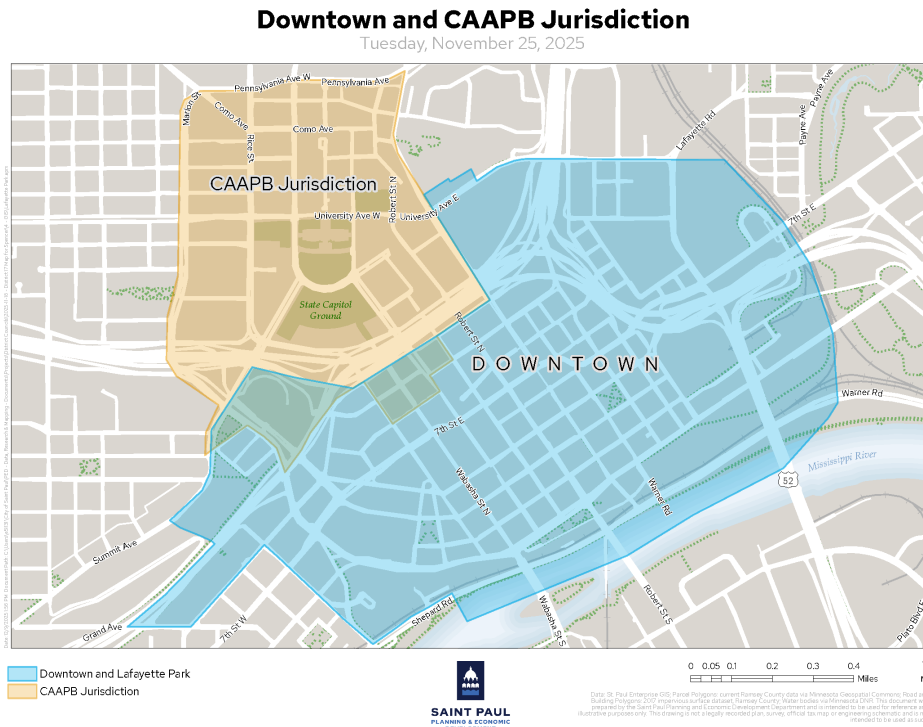 Downtown and CAAPB Jurisdiction
Tuesday, November 25, 2025
Pennsylvania Ave W
Pennsylvania Ave
Marion St
Como Ave
Rice St
Como Ave
Lafayette Rd
Payne Ave
Payne Ave
CAAPB Jurisdiction
Robert St N
University Ave W
University Ave E
7th St E
State Capitol
Ground
Robert St N
DOWNTOWN
Warner Rd
7th St E
Mississippi River
52
Wabasha St N
Warner Rd
Summit Ave
Grand Ave
7th St W
Shepard Rd
Wabasha St S
Robert St S
Plato Blvd E
Downtown and Lafayette Park
CAAPB Jurisdiction
SAINT PAUL
PLANNING & ECONOMIC
0 0.05 0.1 0.2 0.3 0.4
Miles